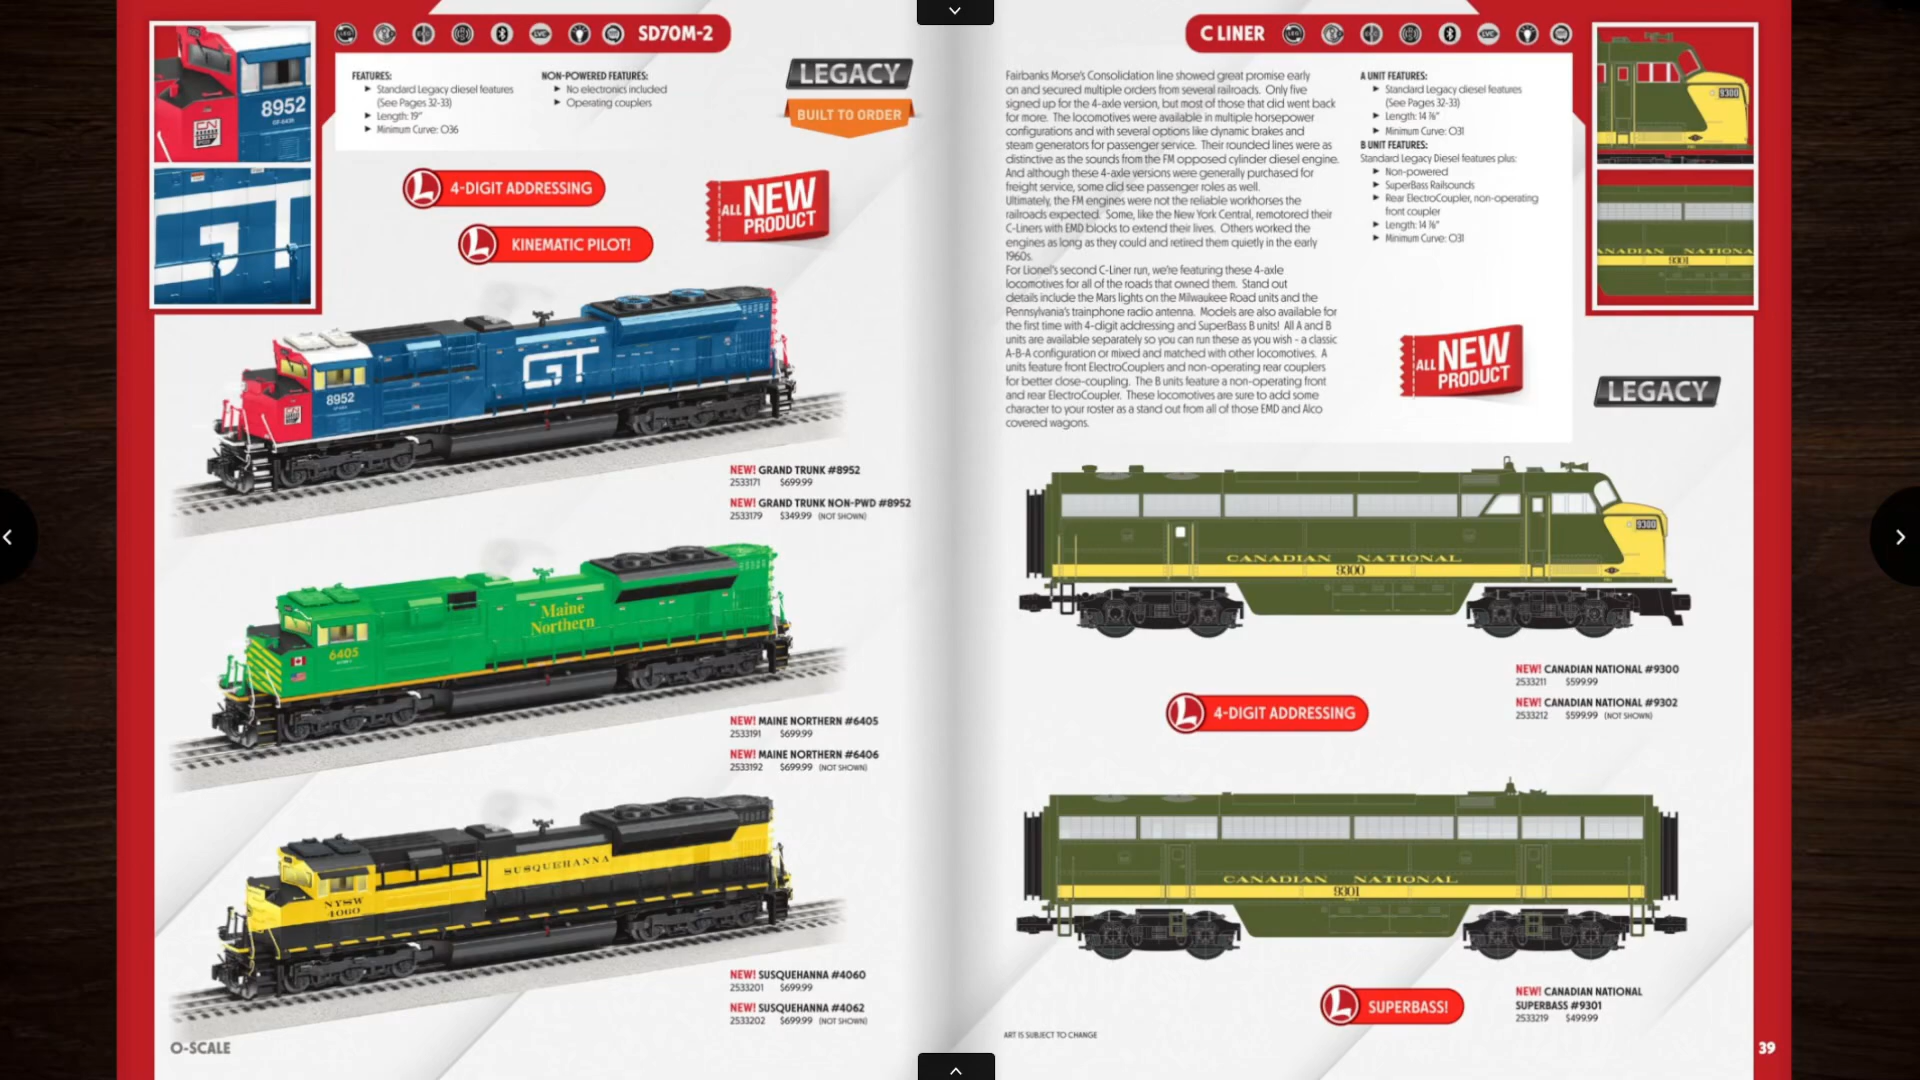 SD70M-2
FEATURES:
Standard Legacy diesel features
(See Pages 32-33)
Length: 19"
Minimum Curve: O36
NON-POWERED FEATURES:
No electronics included
Operating couplers
LEGACY
BUILT TO ORDER
8952
CN
GT
L 4-DIGIT ADDRESSING
L KINEMATIC PILOT!
ALL NEW
PRODUCT
GT
8952
CN
NEW! GRAND TRUNK #8952
2533171 $699.99
NEW! GRAND TRUNK NON-PWD #8952
2533179 $349.99 (NOT SHOWN)
Maine
Northern
6405
NEW! MAINE NORTHERN #6405
2533191 $699.99
NEW! MAINE NORTHERN #6406
2533192 $699.99 (NOT SHOWN)
SUSQUEHANNA
NYSW
4060
NEW! SUSQUEHANNA #4060
2533201 $699.99
NEW! SUSQUEHANNA #4062
2533202 $699.99 (NOT SHOWN)
O-SCALE
C LINER
Fairbanks Morse's Consolidation line showed great promise early
on and secured multiple orders from several railroads. Only five
signed up for the 4-axle version, but most of those that did went back
for more. The locomotives were available in multiple horsepower
configurations and with several options like dynamic brakes and
steam generators for passenger service. Their rounded lines were as
distinctive as the sounds from the FM opposed cylinder diesel engine.
And although these 4-axle versions were generally purchased for
freight service, some did see passenger roles as well.
Ultimately, the FM engines were not the reliable workhorses the
railroads expected. Some, like the New York Central, remotored their
C-Liners with EMD blocks to extend their lives. Others worked the
engines as long as they could and retired them quietly in the early
1960s.
For Lionel's second C-Liner run, we're featuring these 4-axle
locomotives for all of the roads that owned them. Stand out
details include the Mars lights on the Milwaukee Road units and the
Pennsylvania's trainphone radio antenna. Models are also available for
the first time with 4-digit addressing and SuperBass B units! All A and B
units are available separately so you can run these as you wish - a classic
A-B-A configuration or mixed and matched with other locomotives. A
units feature front ElectroCouplers and non-operating rear couplers
for better close-coupling. The B units feature a non-operating front
and rear ElectroCoupler. These locomotives are sure to add some
character to your roster as a stand out from all of those EMD and Alco
covered wagons.
A UNIT FEATURES:
Standard Legacy diesel features
(See Pages 32-33)
Length: 14 ⅞"
Minimum Curve: O31
B UNIT FEATURES:
Standard Legacy Diesel features plus:
Non-powered
SuperBass Railsounds
Rear ElectroCoupler, non-operating
front coupler
Length: 14 ⅞"
Minimum Curve: O31
ALL NEW
PRODUCT
LEGACY
9300
CANADIAN NATIONA
9301
9300
CANADIAN NATIONAL
9300
NEW! CANADIAN NATIONAL #9300
2533211 $599.99
NEW! CANADIAN NATIONAL #9302
2533212 $599.99 (NOT SHOWN)
L 4-DIGIT ADDRESSING
CANADIAN NATIONAL
9301
L SUPERBASS!
NEW! CANADIAN NATIONAL
SUPERBASS #9301
2533219 $499.99
ART IS SUBJECT TO CHANGE
39